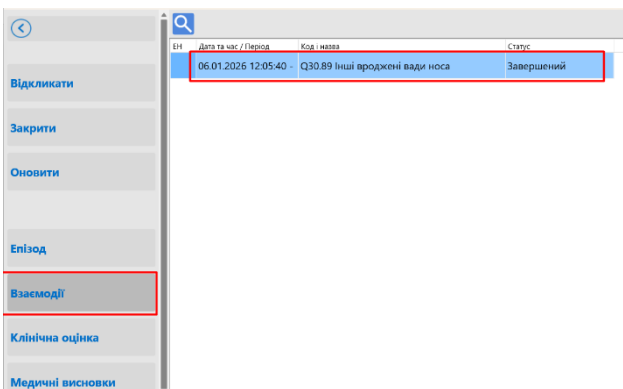 ЕН Дата та час / Період Код і назва Статус
06.01.2026 12:05:40 - Q30.89 Інші вроджені вади носа Завершений
Відкликати
Закрити
Оновити
Епізод
Взаємодії
Клінічна оцінка
Медичні висновки